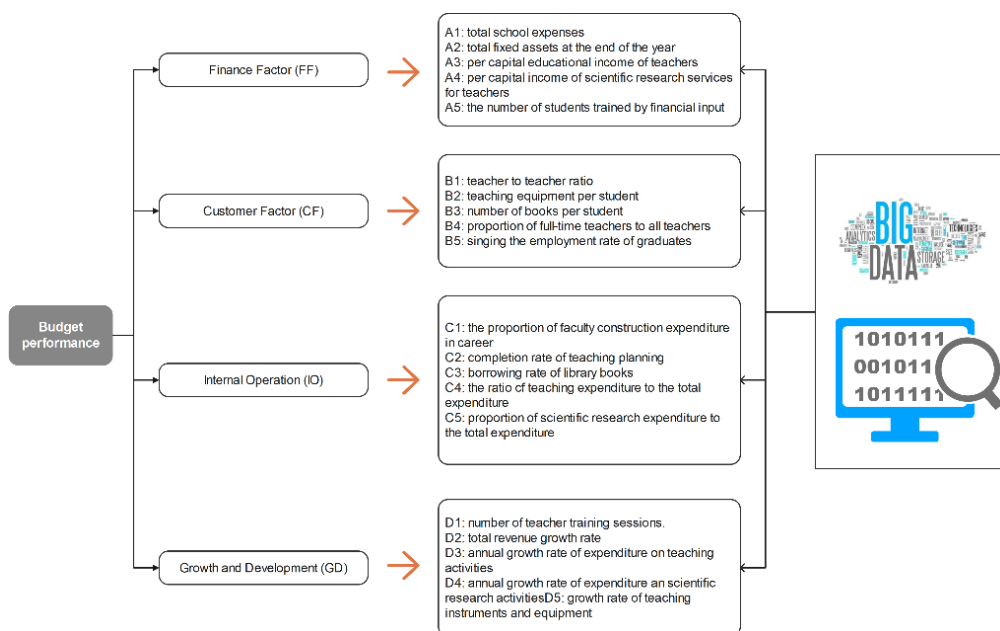 Budget
performance
Finance Factor (FF)
A1: total school expenses
A2: total fixed assets at the end of the year
A3: per capital educational income of teachers
A4: per capital income of scientific research services
for teachers
A5: the number of students trained by financial input
Customer Factor (CF)
B1: teacher to teacher ratio
B2: teaching equipment per student
B3: number of books per student
B4: proportion of full-time teachers to all teachers
B5: singing the employment rate of graduates
Internal Operation (IO)
C1: the proportion of faculty construction expenditure
in career
C2: completion rate of teaching planning
C3: borrowing rate of library books
C4: the ratio of teaching expenditure to the total
expenditure
C5: proportion of scientific research expenditure to
the total expenditure
Growth and Development (GD)
D1: number of teacher training sessions.
D2: total revenue growth rate
D3: annual growth rate of expenditure on teaching
activities
D4: annual growth rate of expenditure an scientific
research activitiesD5: growth rate of teaching
instruments and equipment
BIG
DATA
ANALYTICS
TECHNOLOGIES
STORAGE
1010111
001011
1011111